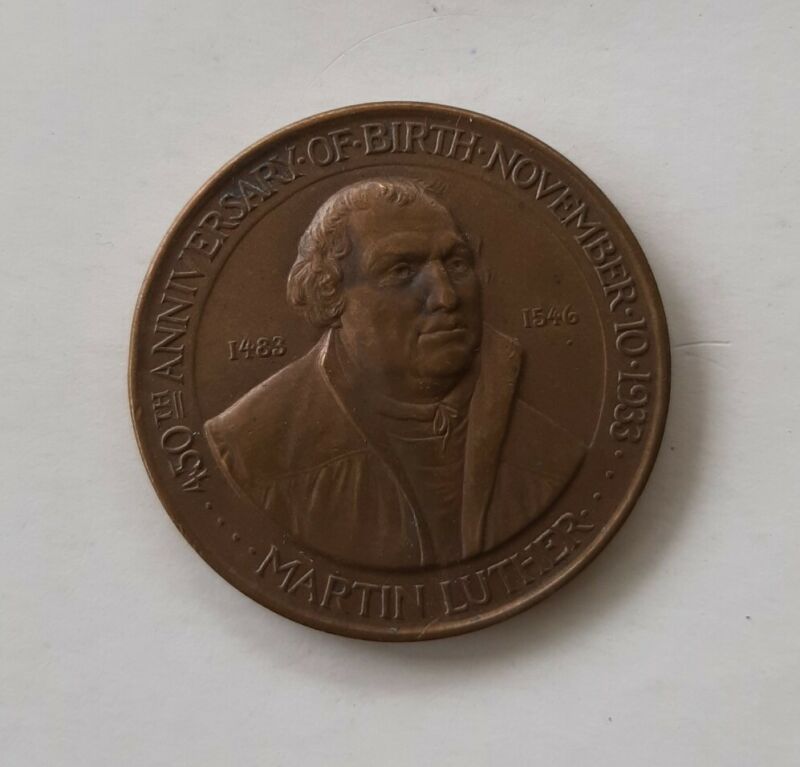 450TH ANNIVERSARY·OF·BIRTH·NOVEMBER·10·1933
1483
1546
MARTIN LUTHER